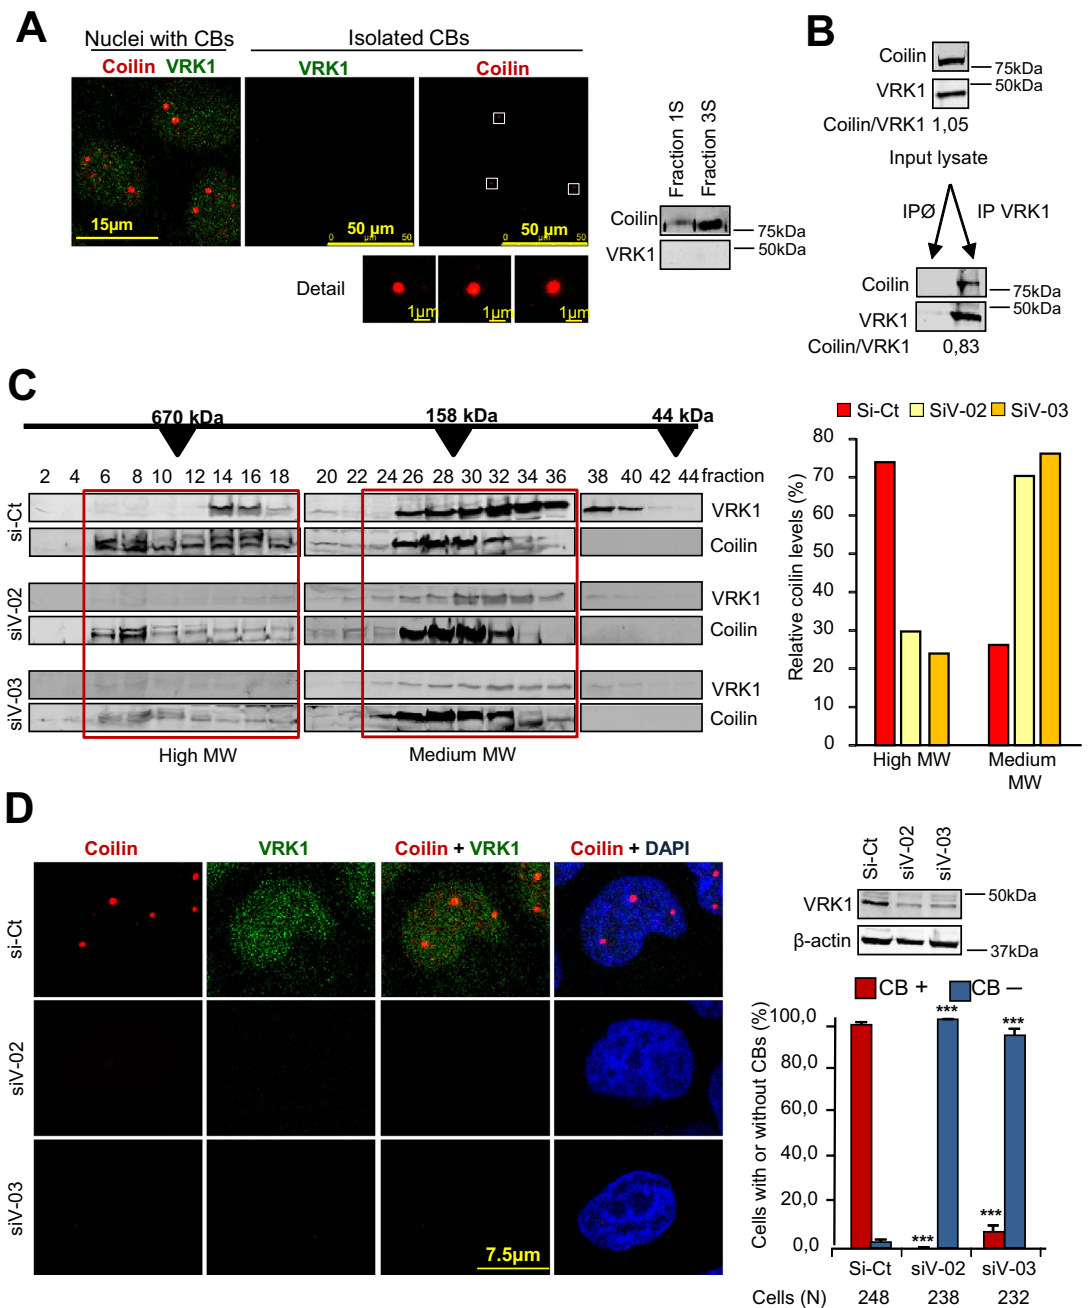 A
Nuclei with CBs
Isolated CBs
Coilin VRK1
VRK1
Coilin
15µm
50 µm
0 µm 50
50 µm
0 µm 50
Detail
1µm
1µm
1µm
Fraction 1S
Fraction 3S
Coilin
75kDa
VRK1
50kDa
B
Coilin
75kDa
50kDa
VRK1
Coilin/VRK1 1,05
Input lysate
IPØ
IP VRK1
Coilin
75kDa
50kDa
VRK1
Coilin/VRK1 0,83
C
670 kDa
158 kDa
44 kDa
2 4 6 8 10 12 14 16 18 20 22 24 26 28 30 32 34 36 38 40 42 44 fraction
si-Ct
VRK1
Coilin
siV-02
VRK1
Coilin
siV-03
VRK1
Coilin
High MW
Medium MW
Si-Ct SiV-02 SiV-03
Relative coilin levels (%)
80
70
60
50
40
30
20
10
0
High MW
Medium
MW
D
Coilin
VRK1
Coilin + VRK1
Coilin + DAPI
si-Ct
siV-02
siV-03
7.5µm
Si-Ct
siV-02
siV-03
VRK1
50kDa
β-actin
37kDa
CB +
CB –
Cells with or without CBs (%)
100,0
80,0
60,0
40,0
20,0
0,0
***
***
***
***
Si-Ct siV-02 siV-03
Cells (N) 248 238 232